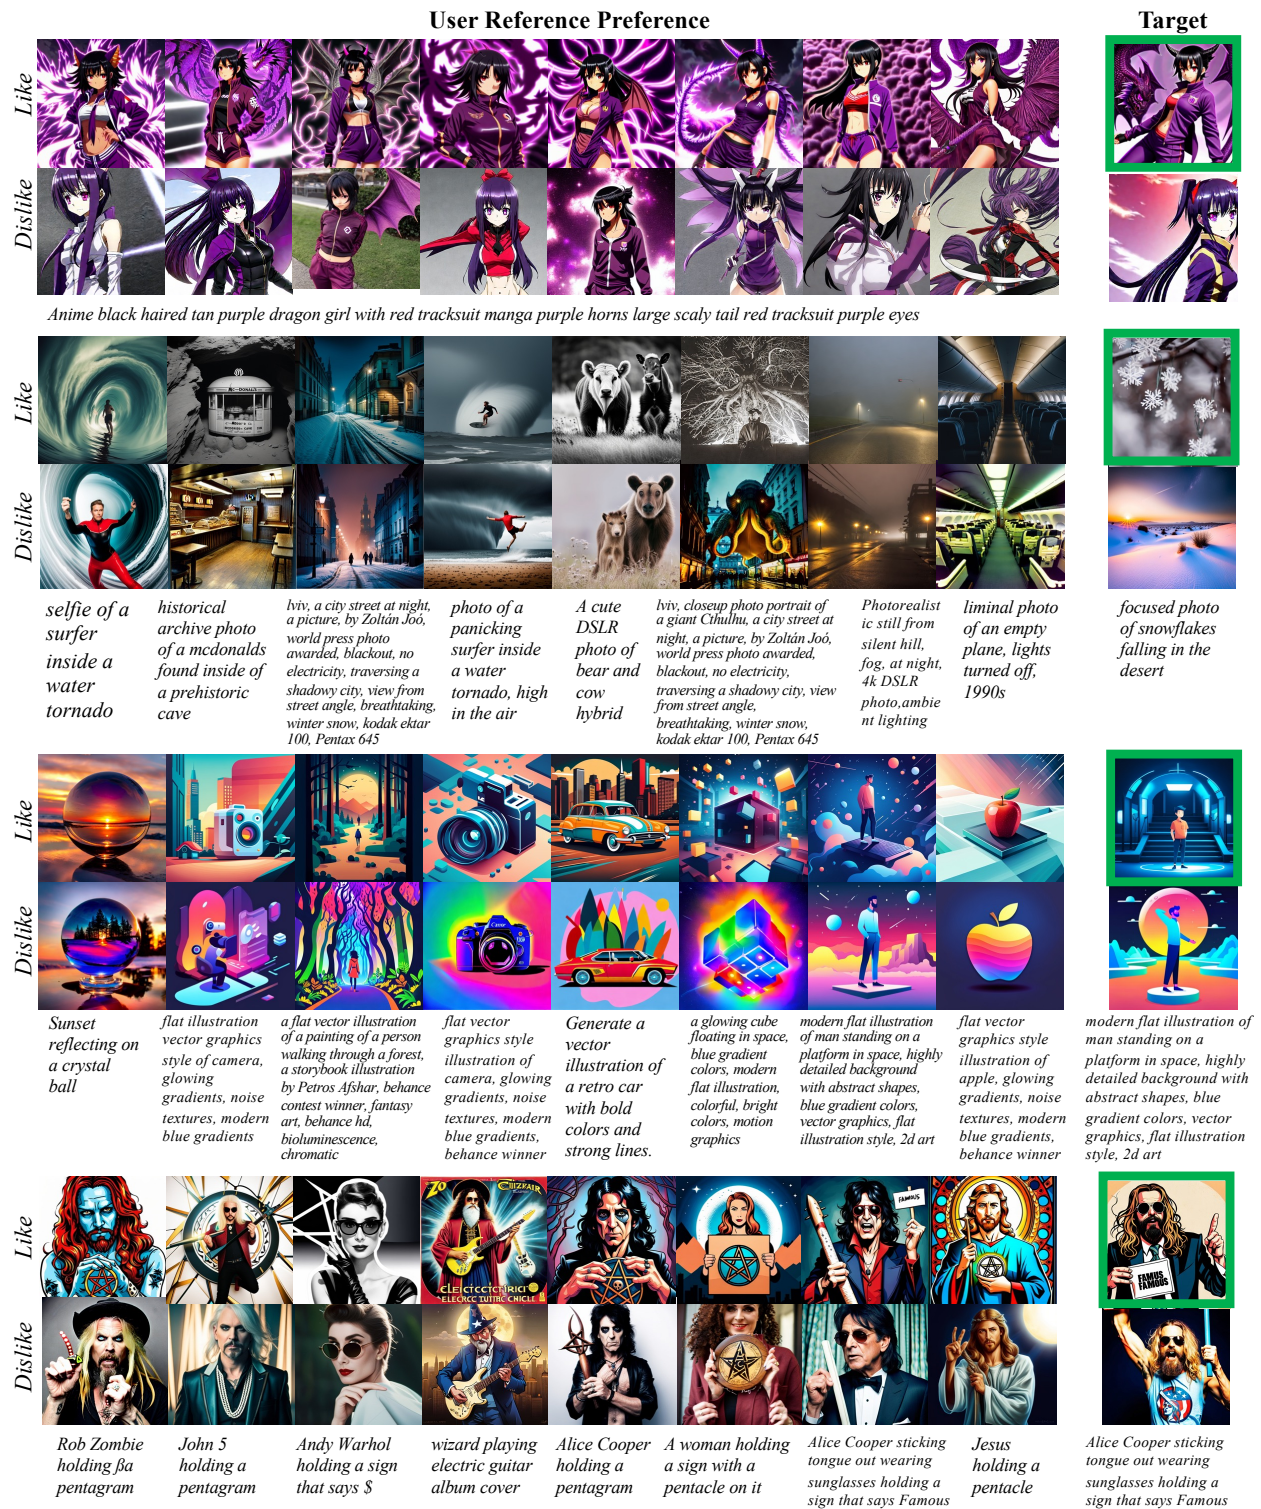 User Reference Preference
Target
Like
Dislike
Anime black haired tan purple dragon girl with red tracksuit manga purple horns large scaly tail red tracksuit purple eyes
Like
Dislike
selfie of a
surfer
inside a
water
tornado
historical
archive photo
of a mcdonalds
found inside of
a prehistoric
cave
lviv, a city street at night,
a picture, by Zoltán Joó,
world press photo
awarded, blackout, no
electricity, traversing a
shadowy city, view from
street angle, breathtaking,
winter snow, kodak ektar
100, Pentax 645
photo of a
panicking
surfer inside
a water
tornado, high
in the air
A cute
DSLR
photo of
bear and
cow
hybrid
lviv, closeup photo portrait of
a giant Cthulhu, a city street at
night, a picture, by Zoltán Joó,
world press photo awarded,
blackout, no electricity,
traversing a shadowy city, view
from street angle,
breathtaking, winter snow,
kodak ektar 100, Pentax 645
Photorealist
ic still from
silent hill,
fog, at night,
4k DSLR
photo,ambie
nt lighting
liminal photo
of an empty
plane, lights
turned off,
1990s
focused photo
of snowflakes
falling in the
desert
Like
Dislike
Sunset
reflecting on
a crystal
ball
flat illustration
vector graphics
style of camera,
glowing
gradients, noise
textures, modern
blue gradients
a flat vector illustration
of a painting of a person
walking through a forest,
a storybook illustration
by Petros Afshar, behance
contest winner, fantasy
art, behance hd,
bioluminescence,
chromatic
flat vector
graphics style
illustration of
camera, glowing
gradients, noise
textures, modern
blue gradients,
behance winner
Generate a
vector
illustration of
a retro car
with bold
colors and
strong lines.
a glowing cube
floating in space,
blue gradient
colors, modern
flat illustration,
colorful, bright
colors, motion
graphics
modern flat illustration
of man standing on a
platform in space, highly
detailed background
with abstract shapes,
blue gradient colors,
vector graphics, flat
illustration style, 2d art
flat vector
graphics style
illustration of
apple, glowing
gradients, noise
textures, modern
blue gradients,
behance winner
modern flat illustration of
man standing on a
platform in space, highly
detailed background with
abstract shapes, blue
gradient colors, vector
graphics, flat illustration
style, 2d art
Like
Dislike
ZO
FAMOUS
FAMUS
FAMOUS
Rob Zombie
holding ßa
pentagram
John 5
holding a
pentagram
Andy Warhol
holding a sign
that says $
wizard playing
electric guitar
album cover
Alice Cooper
holding a
pentagram
A woman holding
a sign with a
pentacle on it
Alice Cooper sticking
tongue out wearing
sunglasses holding a
sign that says Famous
Jesus
holding a
pentacle
Alice Cooper sticking
tongue out wearing
sunglasses holding a
sign that says Famous